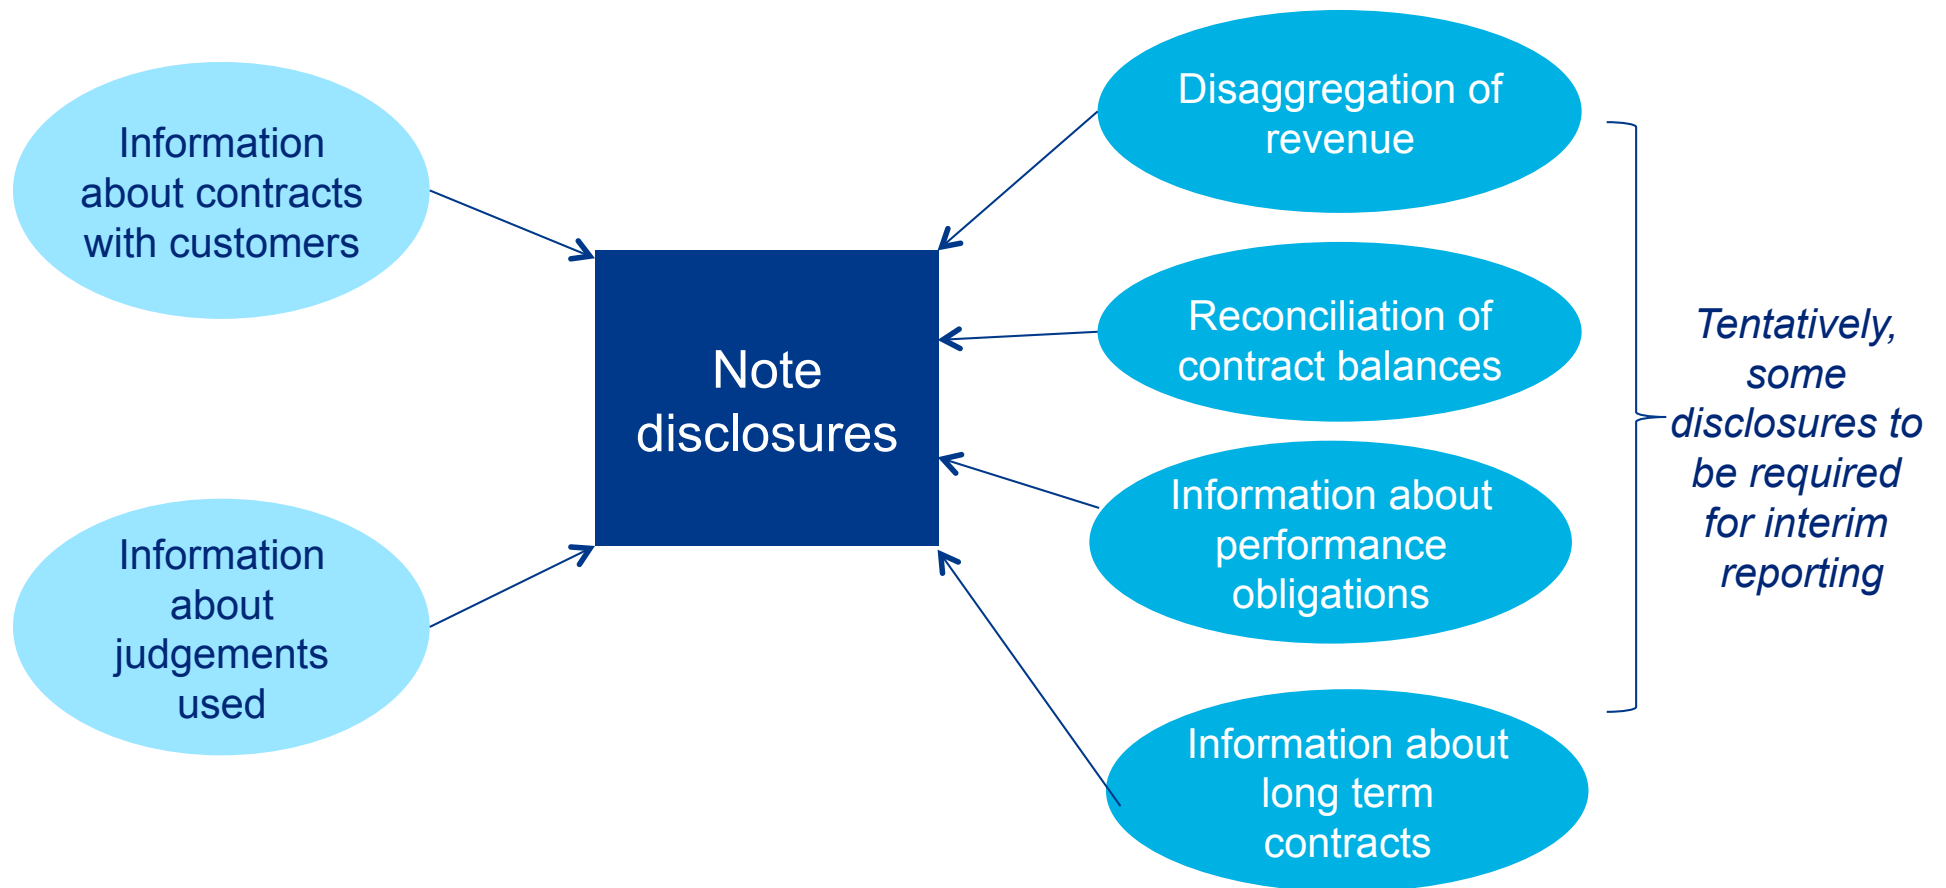 Information
about contracts
with customers
Information
about
judgements
used
Note
disclosures
Disaggregation of
revenue
Reconciliation of
contract balances
Information about
performance
obligations
Information about
long term
contracts
Tentatively,
some
disclosures to
be required
for interim
reporting